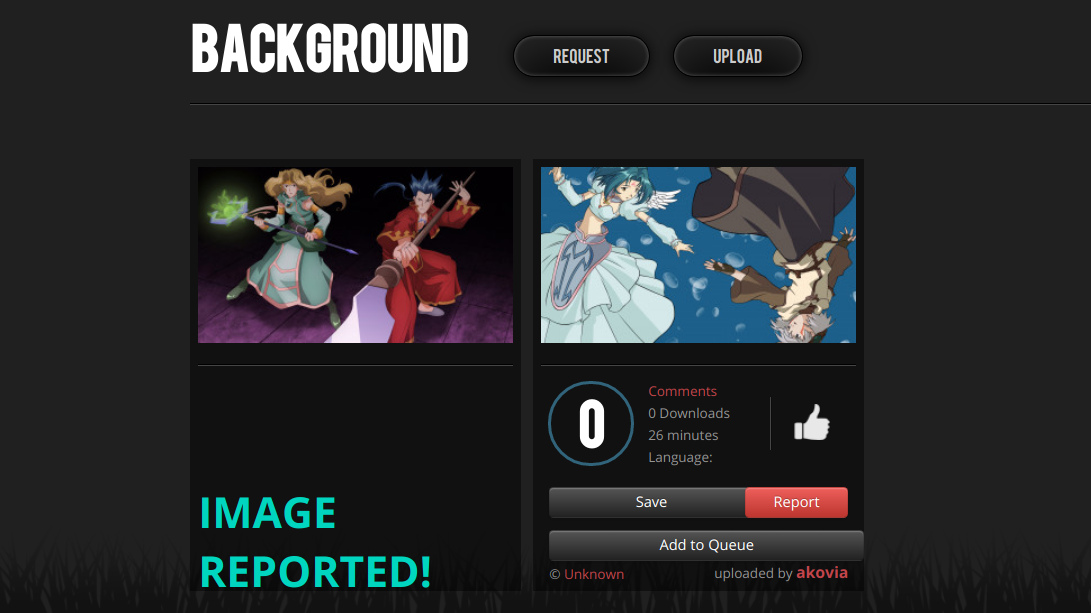 BACKGROUND
REQUEST
UPLOAD
IMAGE
REPORTED!
0
Comments
0 Downloads
26 minutes
Language:
Save
Report
Add to Queue
© Unknown
uploaded by akovia